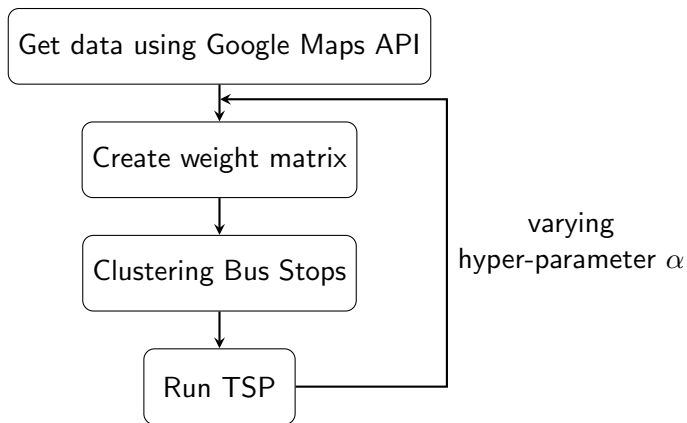 Get data using Google Maps API
Create weight matrix
varying
hyper-parameter α
Clustering Bus Stops
Run TSP